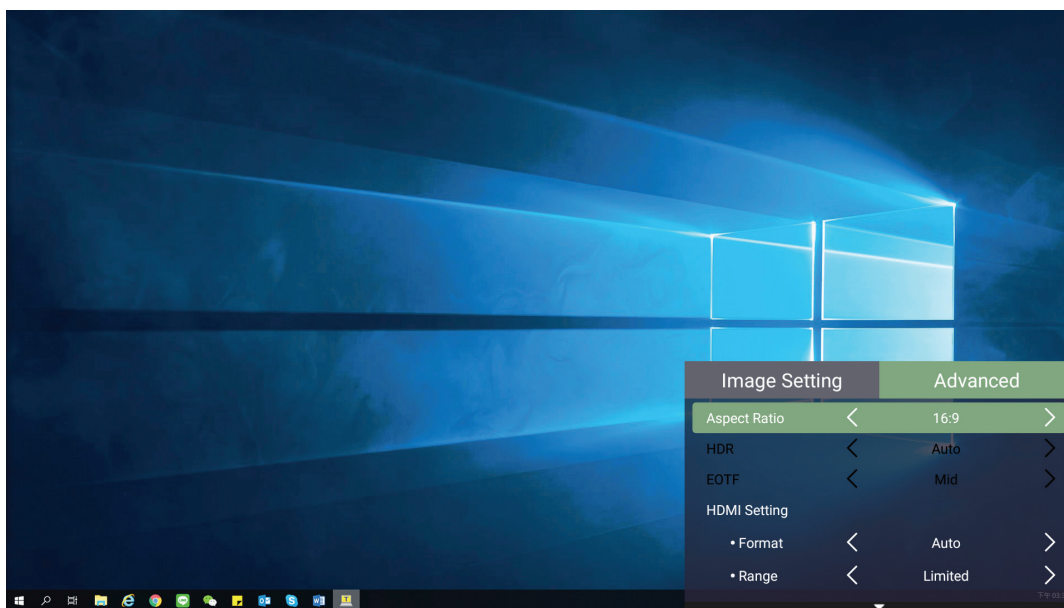 Image Setting Advanced
Aspect Ratio 16:9
HDR Auto
EOTF Mid
HDMI Setting
• Format Auto
• Range Limited